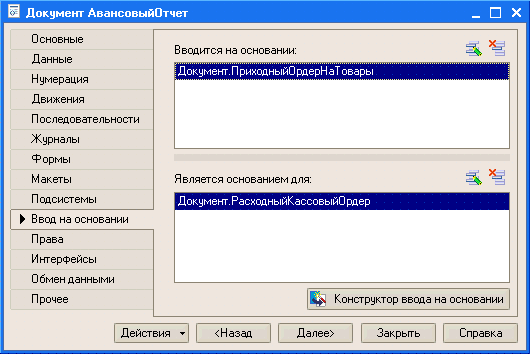 Документ АвансовыйОтчет
Основные
Данные
Нумерация
Движения
Последовательности
Журналы
Формы
Макеты
Подсистемы
Ввод на основании
Права
Интерфейсы
Обмен данными
Прочее
Вводится на основании:
Документ.ПриходныйОрдерНаТовары
Является основанием для:
Документ.РасходныйКассовыйОрдер
Конструктор ввода на основании
Действия
<Назад
Далее>
Закрыть
Справка